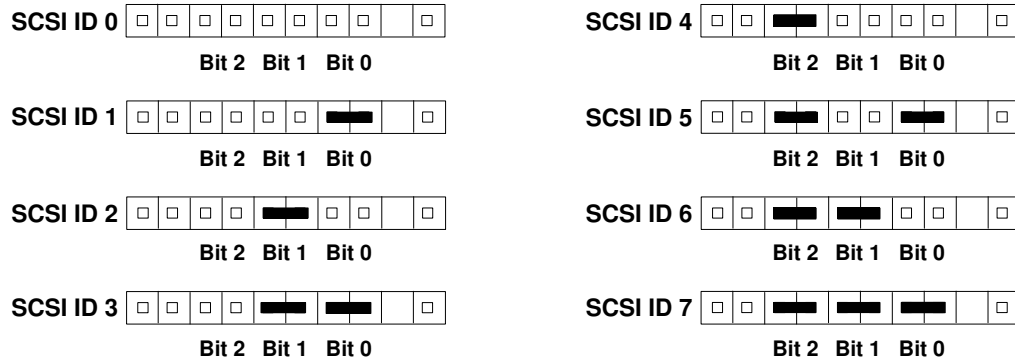 SCSI ID 0
Bit 2 Bit 1 Bit 0
SCSI ID 1
Bit 2 Bit 1 Bit 0
SCSI ID 2
Bit 2 Bit 1 Bit 0
SCSI ID 3
Bit 2 Bit 1 Bit 0
SCSI ID 4
Bit 2 Bit 1 Bit 0
SCSI ID 5
Bit 2 Bit 1 Bit 0
SCSI ID 6
Bit 2 Bit 1 Bit 0
SCSI ID 7
Bit 2 Bit 1 Bit 0